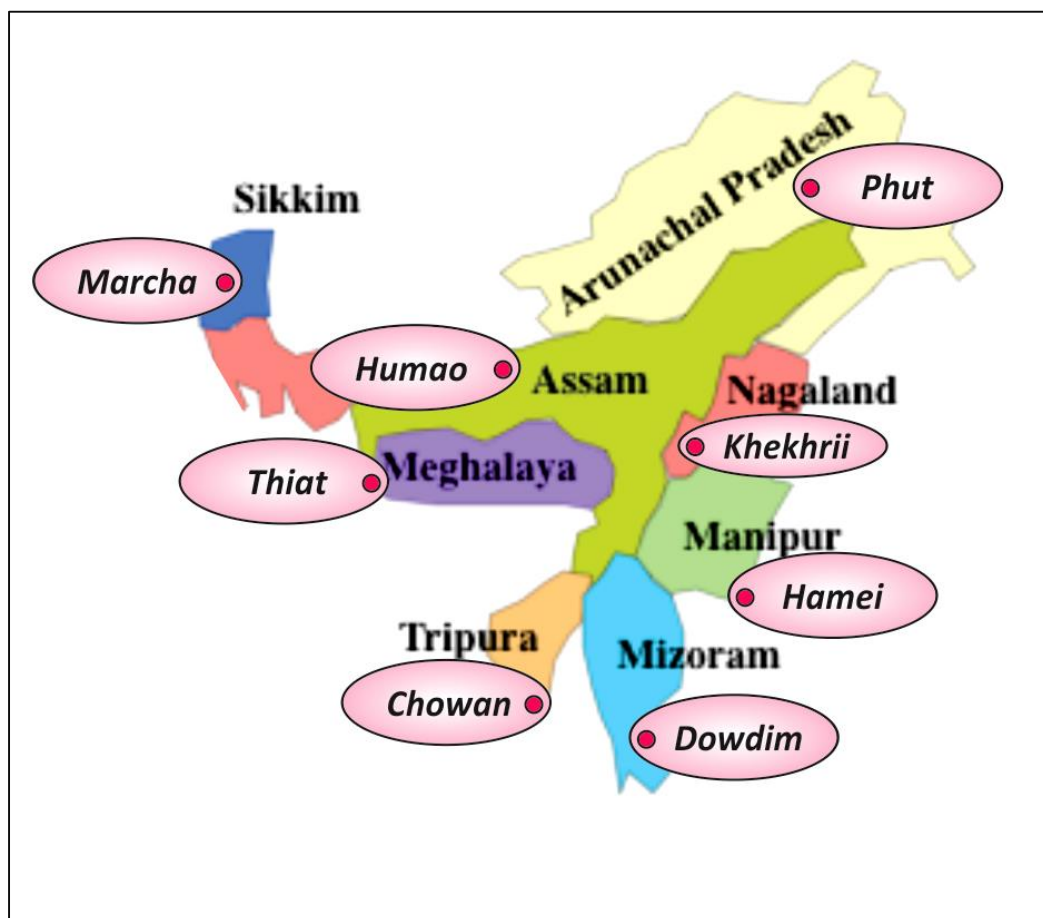 Sikkim
Arunachal Pradesh
Phut
Marcha
Humao
Assam
Nagaland
Khekhrii
Thiat
Meghalaya
Manipur
Hamei
Tripura
Mizoram
Chowan
Dowdim